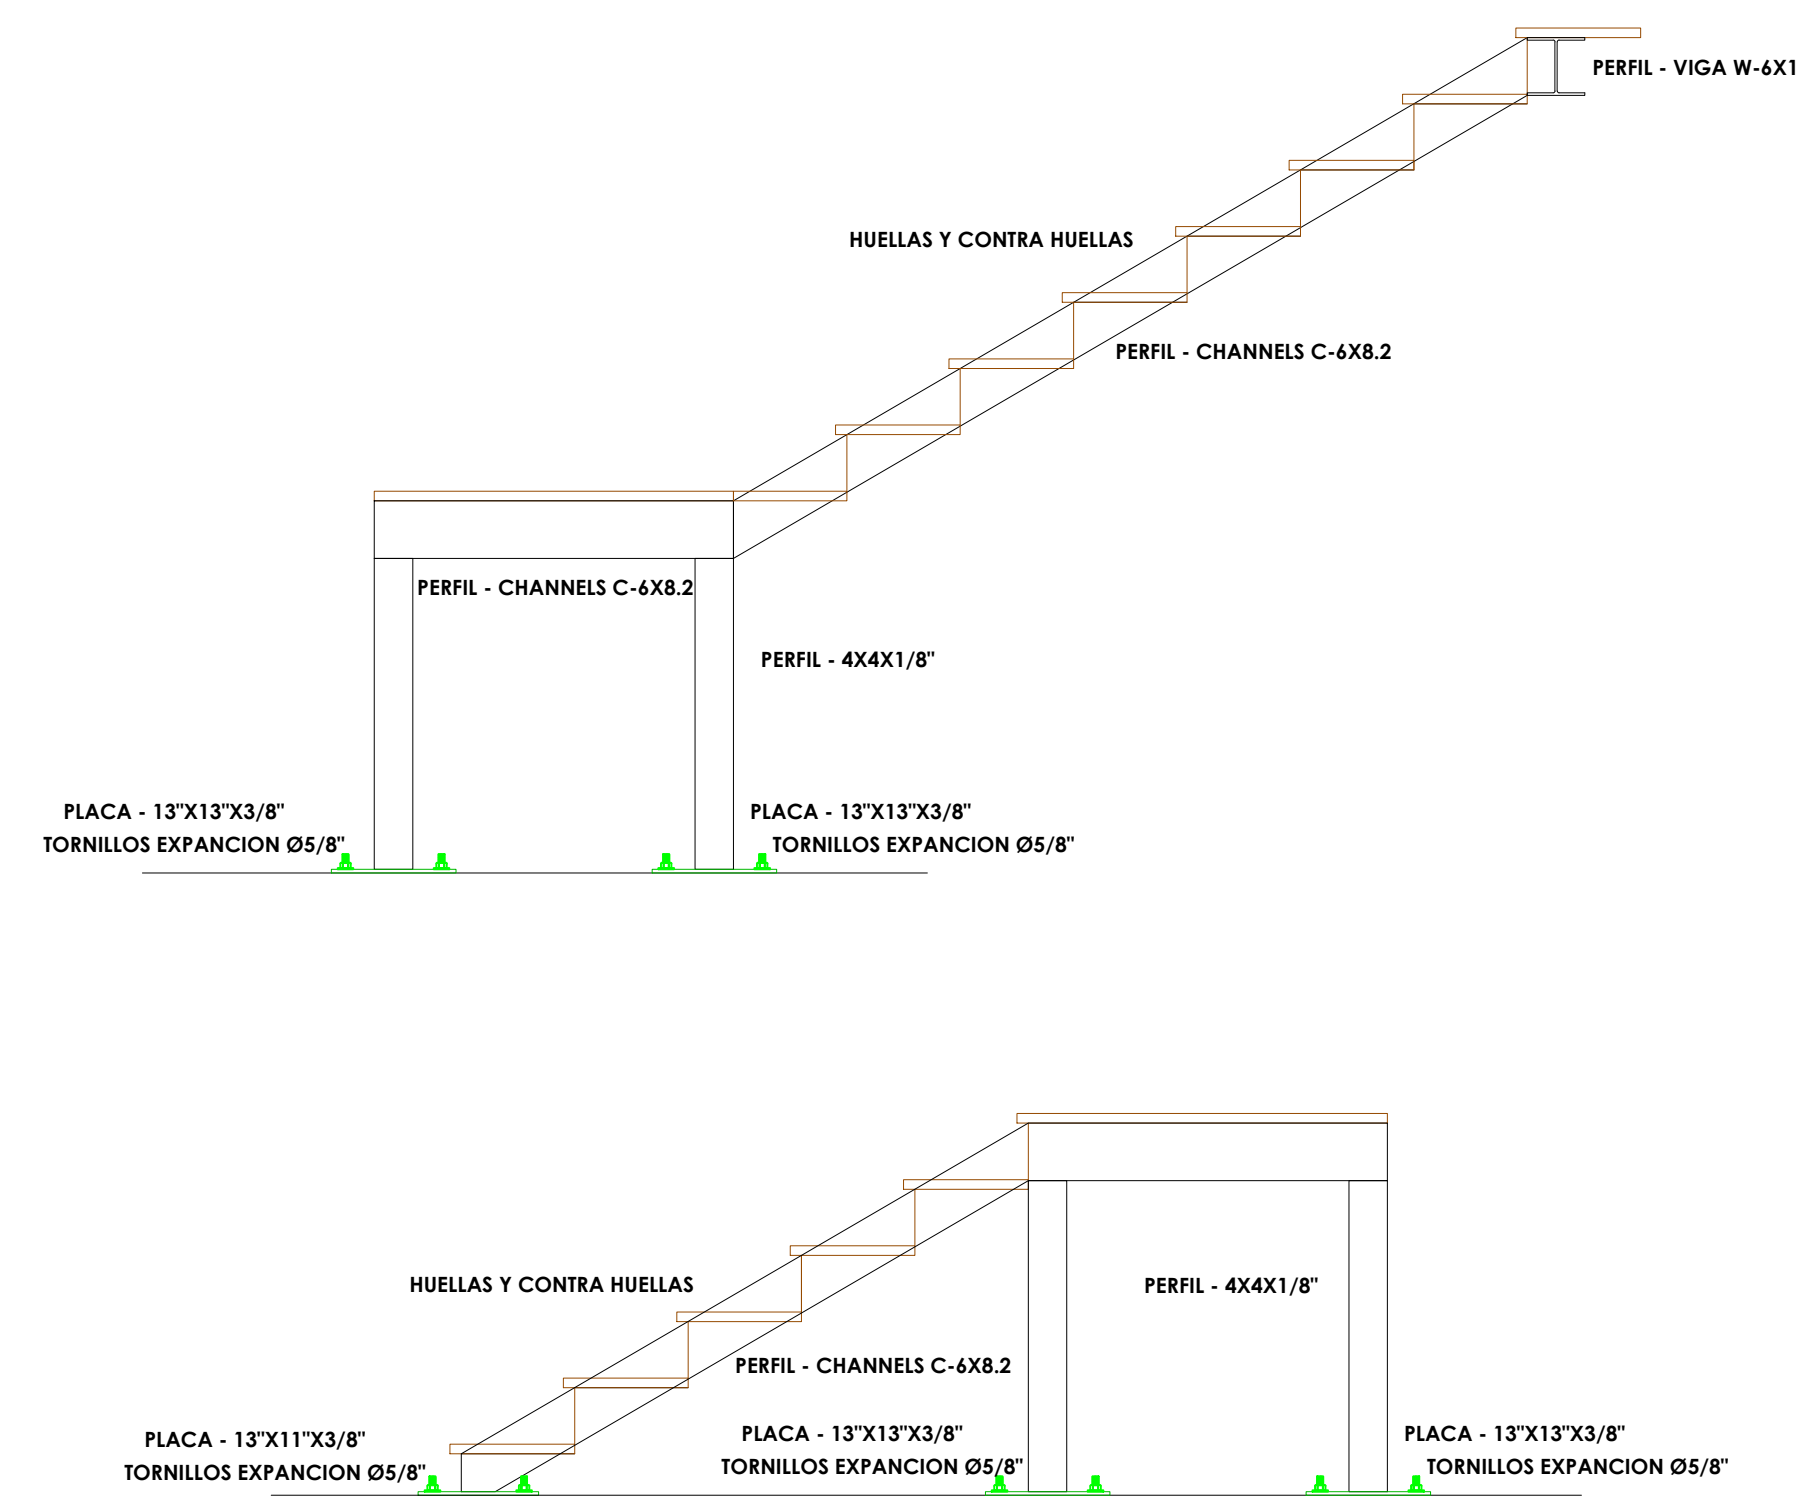 PERFIL - VIGA W-6X1
HUELLAS Y CONTRA HUELLAS
PERFIL - CHANNELS C-6X8.2
PERFIL - CHANNELS C-6X8.2
PERFIL - 4X4X1/8"
PLACA - 13"X13"X3/8"
TORNILLOS EXPANCION Ø5/8"
PLACA - 13"X13"X3/8"
TORNILLOS EXPANCION Ø5/8"
HUELLAS Y CONTRA HUELLAS
PERFIL - 4X4X1/8"
PERFIL - CHANNELS C-6X8.2
PLACA - 13"X11"X3/8"
TORNILLOS EXPANCION Ø5/8"
PLACA - 13"X13"X3/8"
TORNILLOS EXPANCION Ø5/8"
PLACA - 13"X13"X3/8"
TORNILLOS EXPANCION Ø5/8"